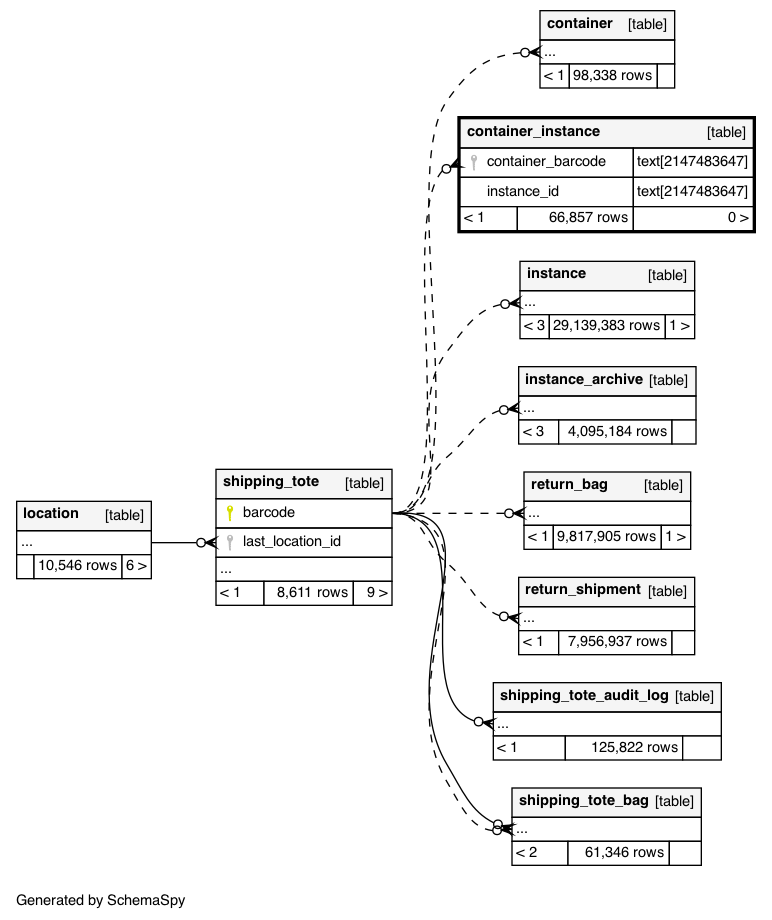 container [table]
...
< 1 98,338 rows
container_instance [table]
container_barcode text[2147483647]
instance_id text[2147483647]
< 1 66,857 rows 0 >
instance [table]
...
< 3 29,139,383 rows 1 >
instance_archive [table]
...
< 3 4,095,184 rows
shipping_tote [table]
barcode
last_location_id
...
< 1 8,611 rows 9 >
location [table]
...
10,546 rows 6 >
return_bag [table]
...
< 1 9,817,905 rows 1 >
return_shipment [table]
...
< 1 7,956,937 rows
shipping_tote_audit_log [table]
...
< 1 125,822 rows
shipping_tote_bag [table]
...
< 2 61,346 rows
Generated by SchemaSpy